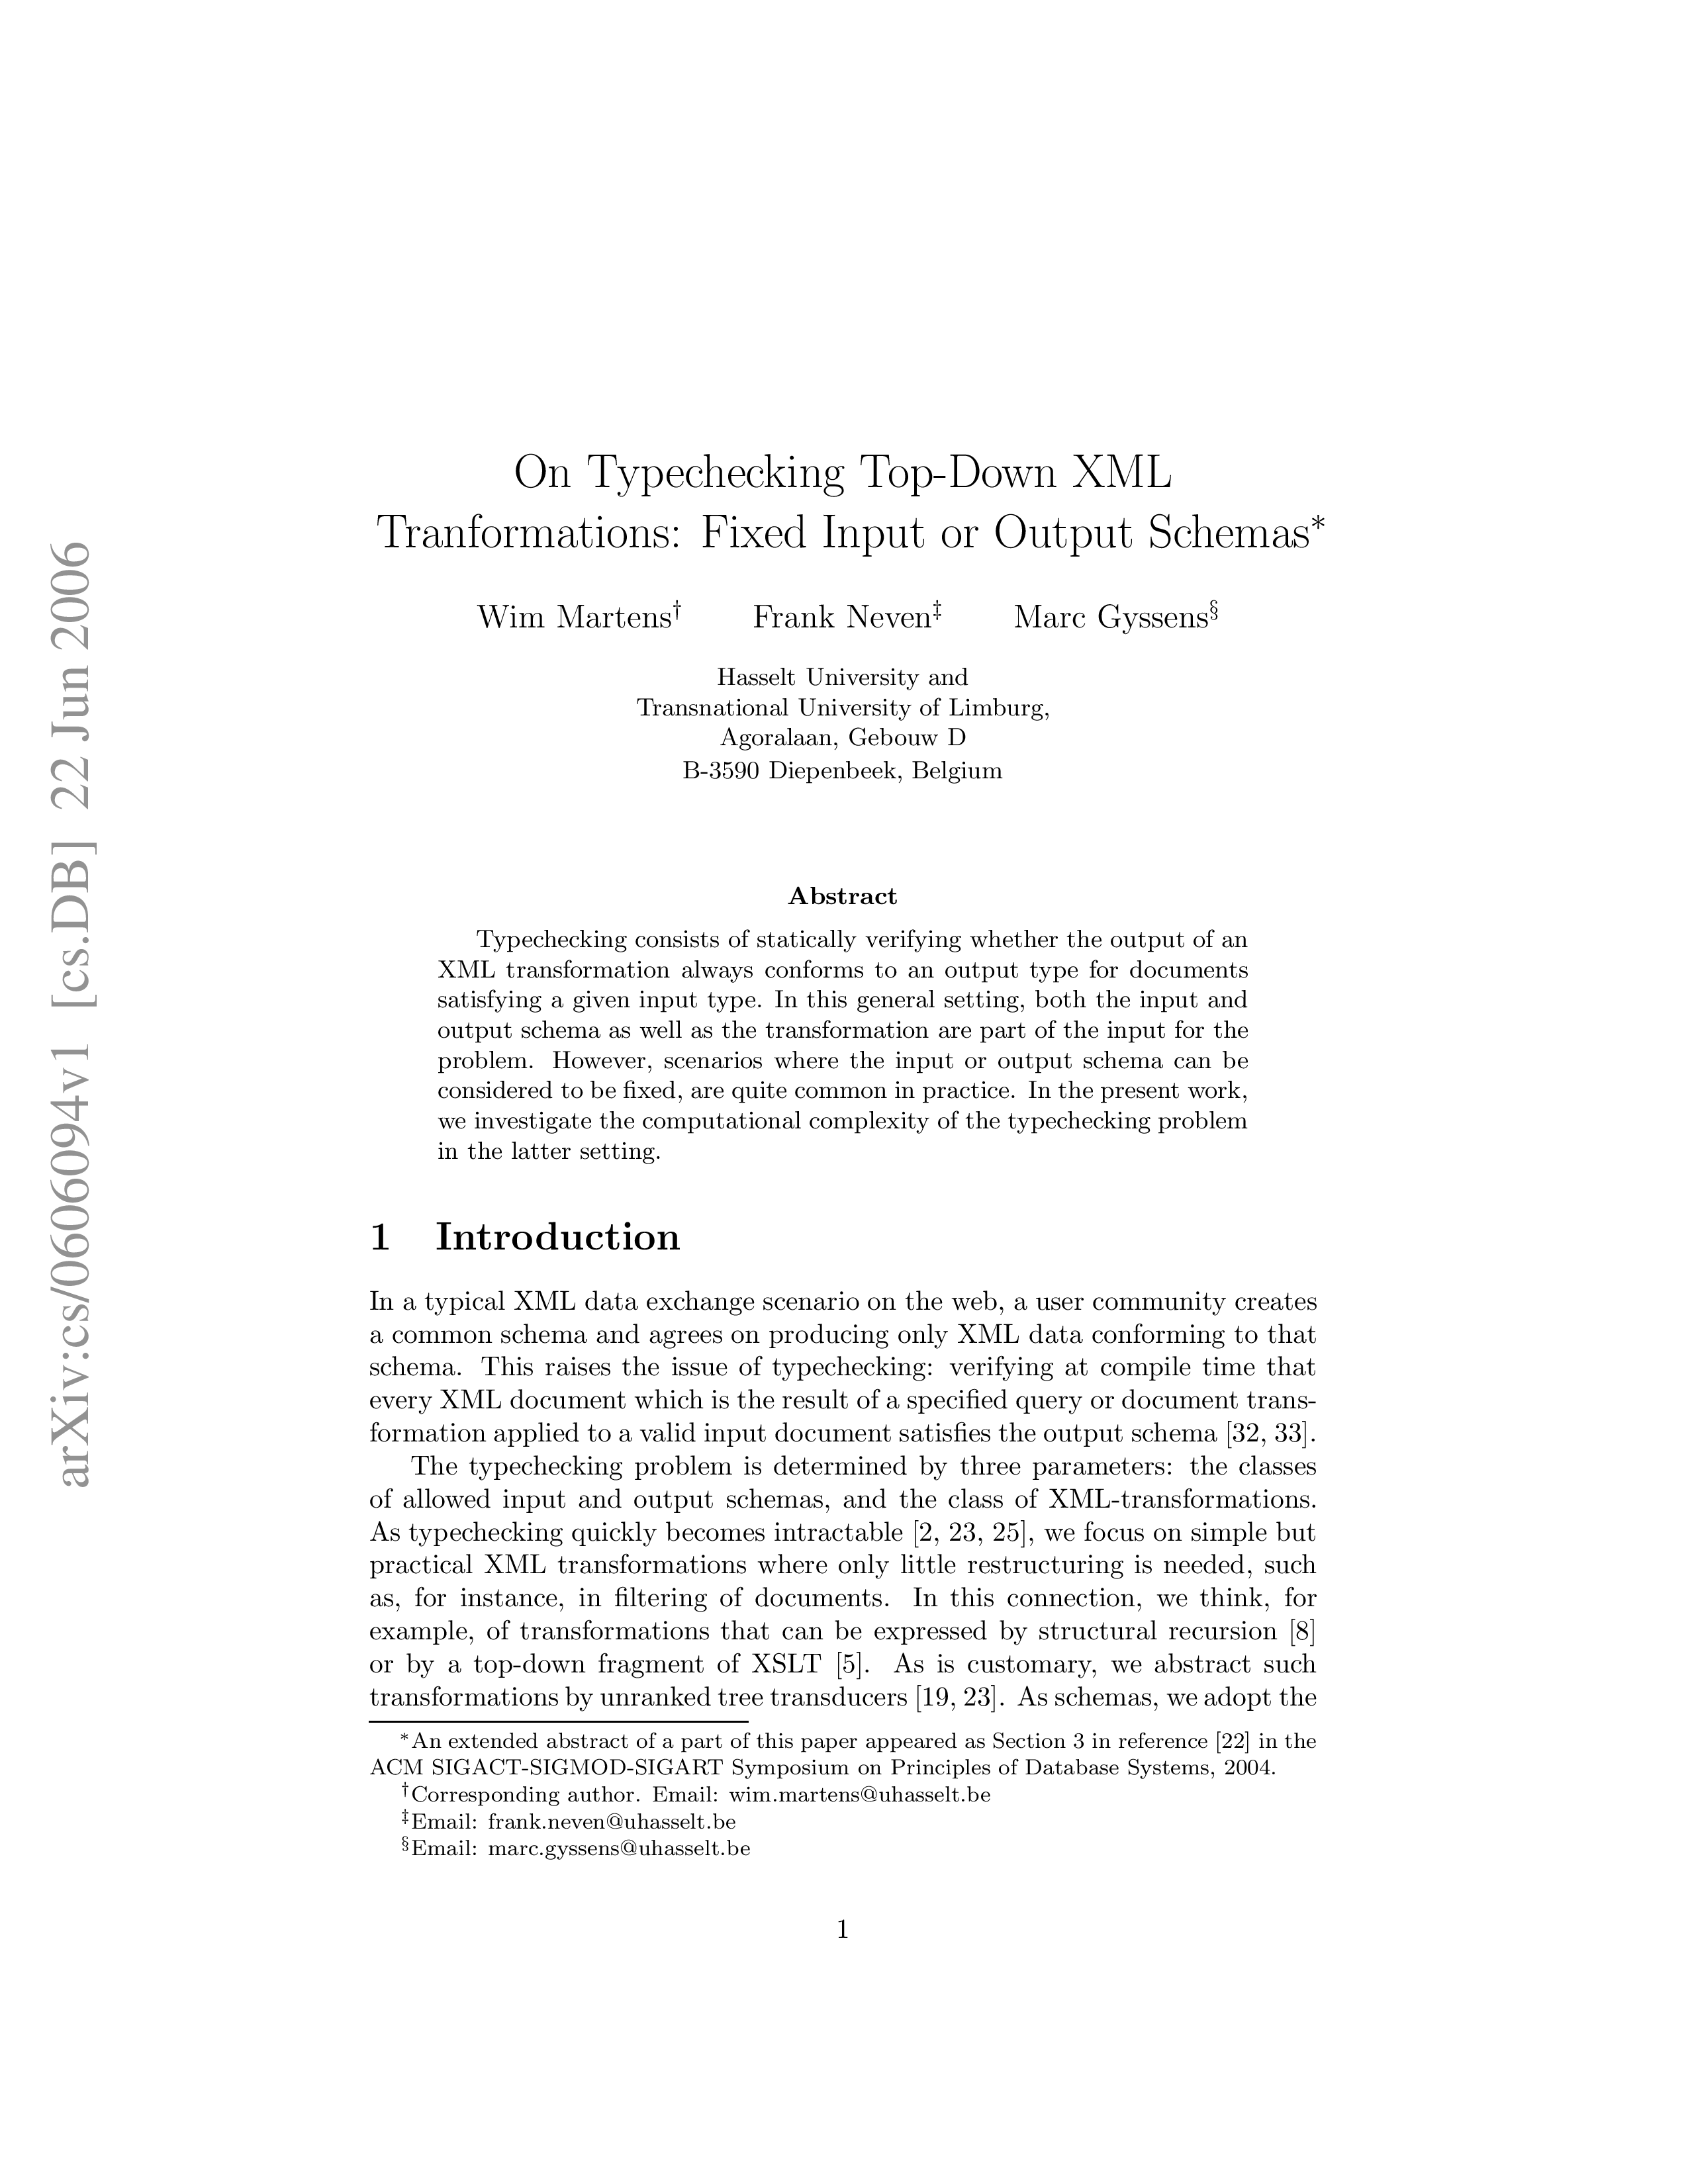 arXiv:cs/0606094v1 [cs.DB] 22 Jun 2006
On Typechecking Top-Down XML
Tranformations: Fixed Input or Output Schemas*
Wim Martens† Frank Neven‡ Marc Gyssens§
Hasselt University and
Transnational University of Limburg,
Agoralaan, Gebouw D
B-3590 Diepenbeek, Belgium
Abstract
Typechecking consists of statically verifying whether the output of an
XML transformation always conforms to an output type for documents
satisfying a given input type. In this general setting, both the input and
output schema as well as the transformation are part of the input for the
problem. However, scenarios where the input or output schema can be
considered to be fixed, are quite common in practice. In the present work,
we investigate the computational complexity of the typechecking problem
in the latter setting.
1 Introduction
In a typical XML data exchange scenario on the web, a user community creates
a common schema and agrees on producing only XML data conforming to that
schema. This raises the issue of typechecking: verifying at compile time that
every XML document which is the result of a specified query or document trans-
formation applied to a valid input document satisfies the output schema [32, 33].
The typechecking problem is determined by three parameters: the classes
of allowed input and output schemas, and the class of XML-transformations.
As typechecking quickly becomes intractable [2, 23, 25], we focus on simple but
practical XML transformations where only little restructuring is needed, such
as, for instance, in filtering of documents. In this connection, we think, for
example, of transformations that can be expressed by structural recursion [8]
or by a top-down fragment of XSLT [5]. As is customary, we abstract such
transformations by unranked tree transducers [19, 23]. As schemas, we adopt the
*An extended abstract of a part of this paper appeared as Section 3 in reference [22] in the
ACM SIGACT-SIGMOD-SIGART Symposium on Principles of Database Systems, 2004.
†Corresponding author. Email: wim.martens@uhasselt.be
‡Email: frank.neven@uhasselt.be
§Email: marc.gyssens@uhasselt.be
1